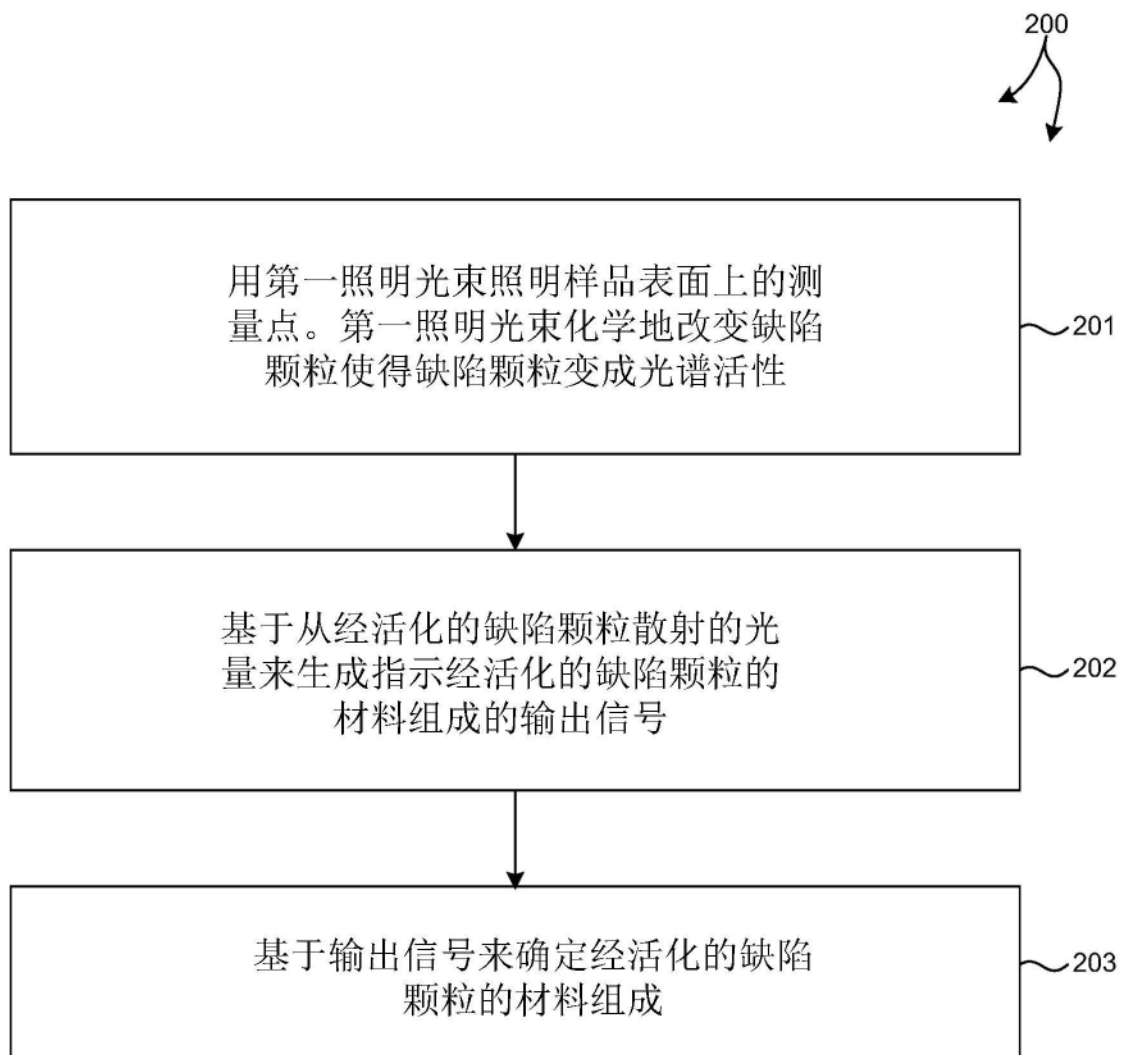 200
用第一照明光束照明样品表面上的测
量点。第一照明光束化学地改变缺陷
颗粒使得缺陷颗粒变成光谱活性
201
基于从经活化的缺陷颗粒散射的光
量来生成指示经活化的缺陷颗粒的
材料组成的输出信号
202
基于输出信号来确定经活化的缺陷
颗粒的材料组成
203